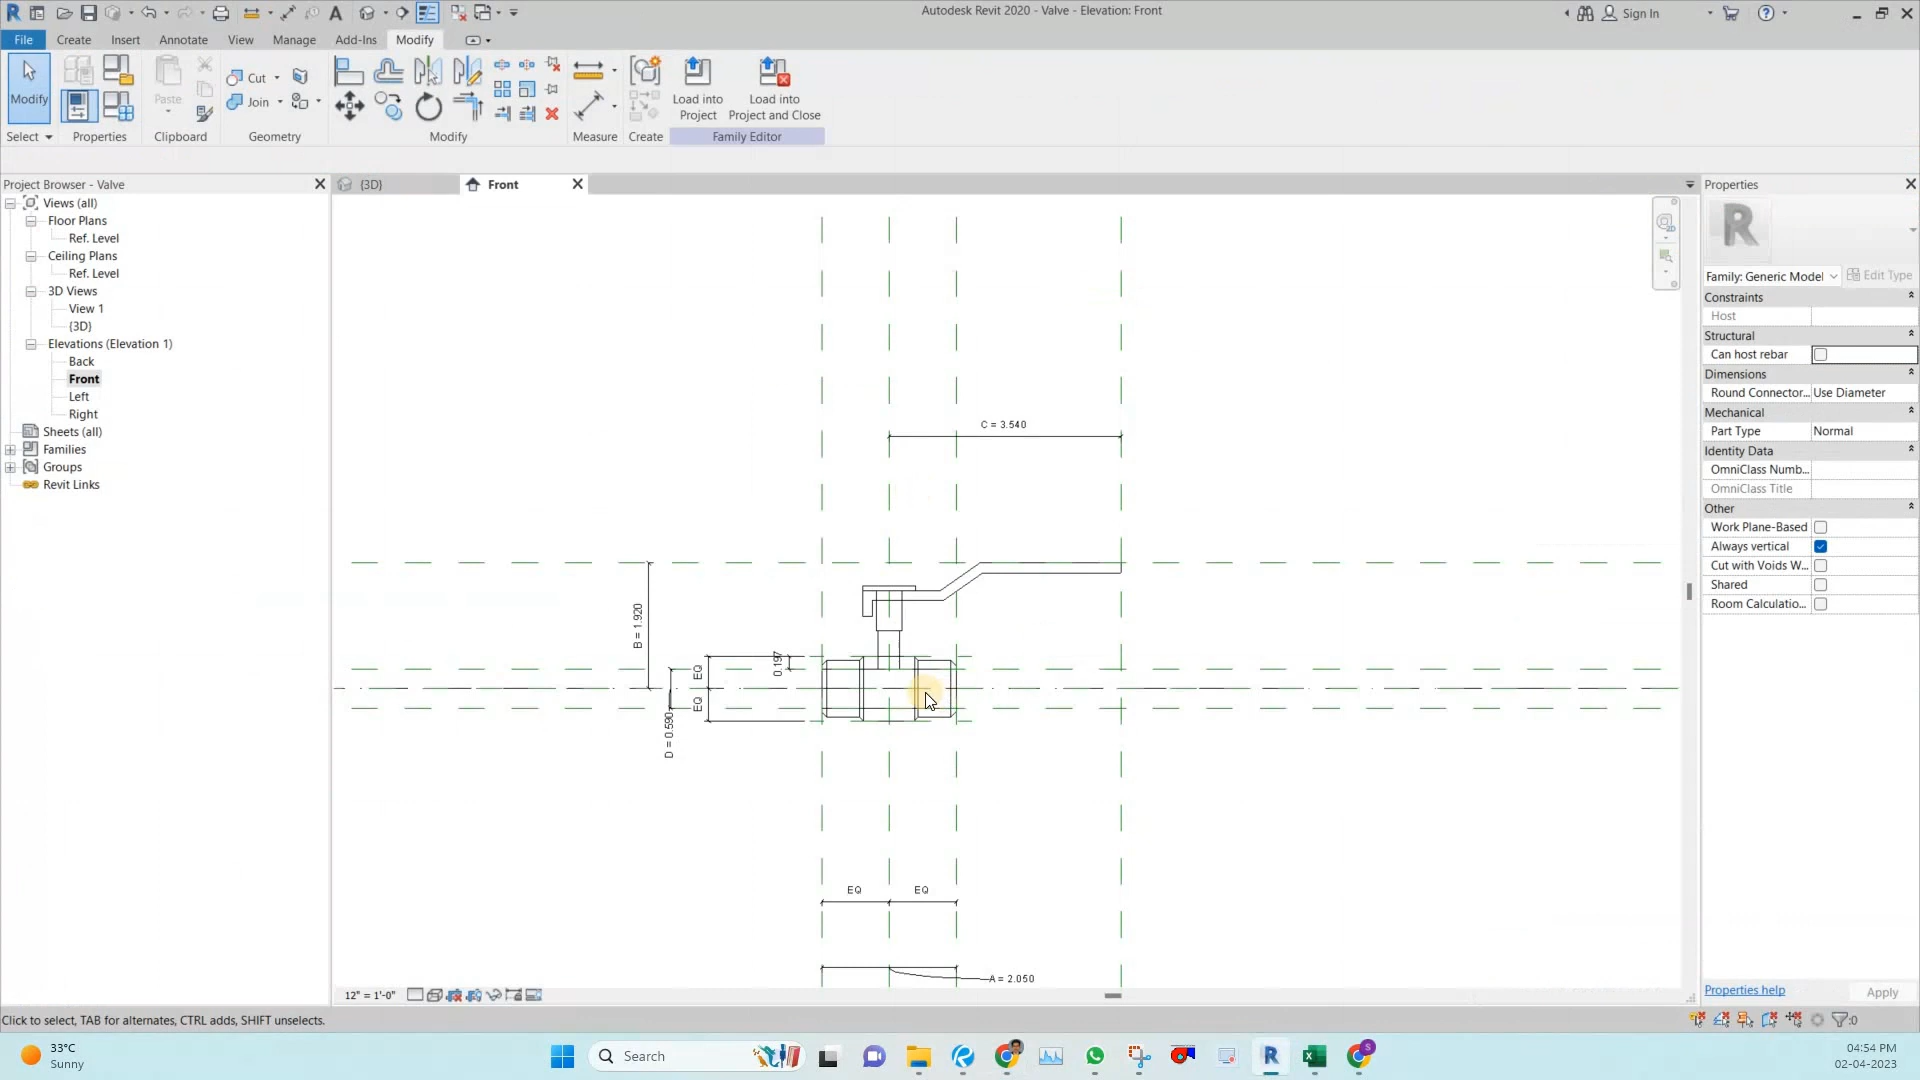 Autodesk Revit 2020 - Valve - Elevation: Front
Sign In
File Create Insert Annotate View Manage Add-Ins Modify
Modify
Paste
Cut
Join
Load into Project
Load into Project and Close
Select Properties Clipboard Geometry Modify Measure Create Family Editor
Project Browser - Valve
{3D}
Front
Properties
Views (all)
Floor Plans
Ref. Level
Ceiling Plans
Ref. Level
3D Views
View 1
{3D}
Elevations (Elevation 1)
Back
Front
Left
Right
Sheets (all)
Families
Groups
Revit Links
C = 3.540
B = 1.920
0.197
EQ
EQ
D = 0.590
EQ EQ
A = 2.050
2D
R
Family: Generic Model
Edit Type
Constraints
Host
Structural
Can host rebar
Dimensions
Round Connector... Use Diameter
Mechanical
Part Type Normal
Identity Data
OmniClass Numb...
OmniClass Title
Other
Work Plane-Based
Always vertical
Cut with Voids W...
Shared
Room Calculatio...
Properties help
Apply
12" = 1'-0"
Click to select, TAB for alternates, CTRL adds, SHIFT unselects.
:0
33°C
Sunny
Search
04:54 PM
02-04-2023